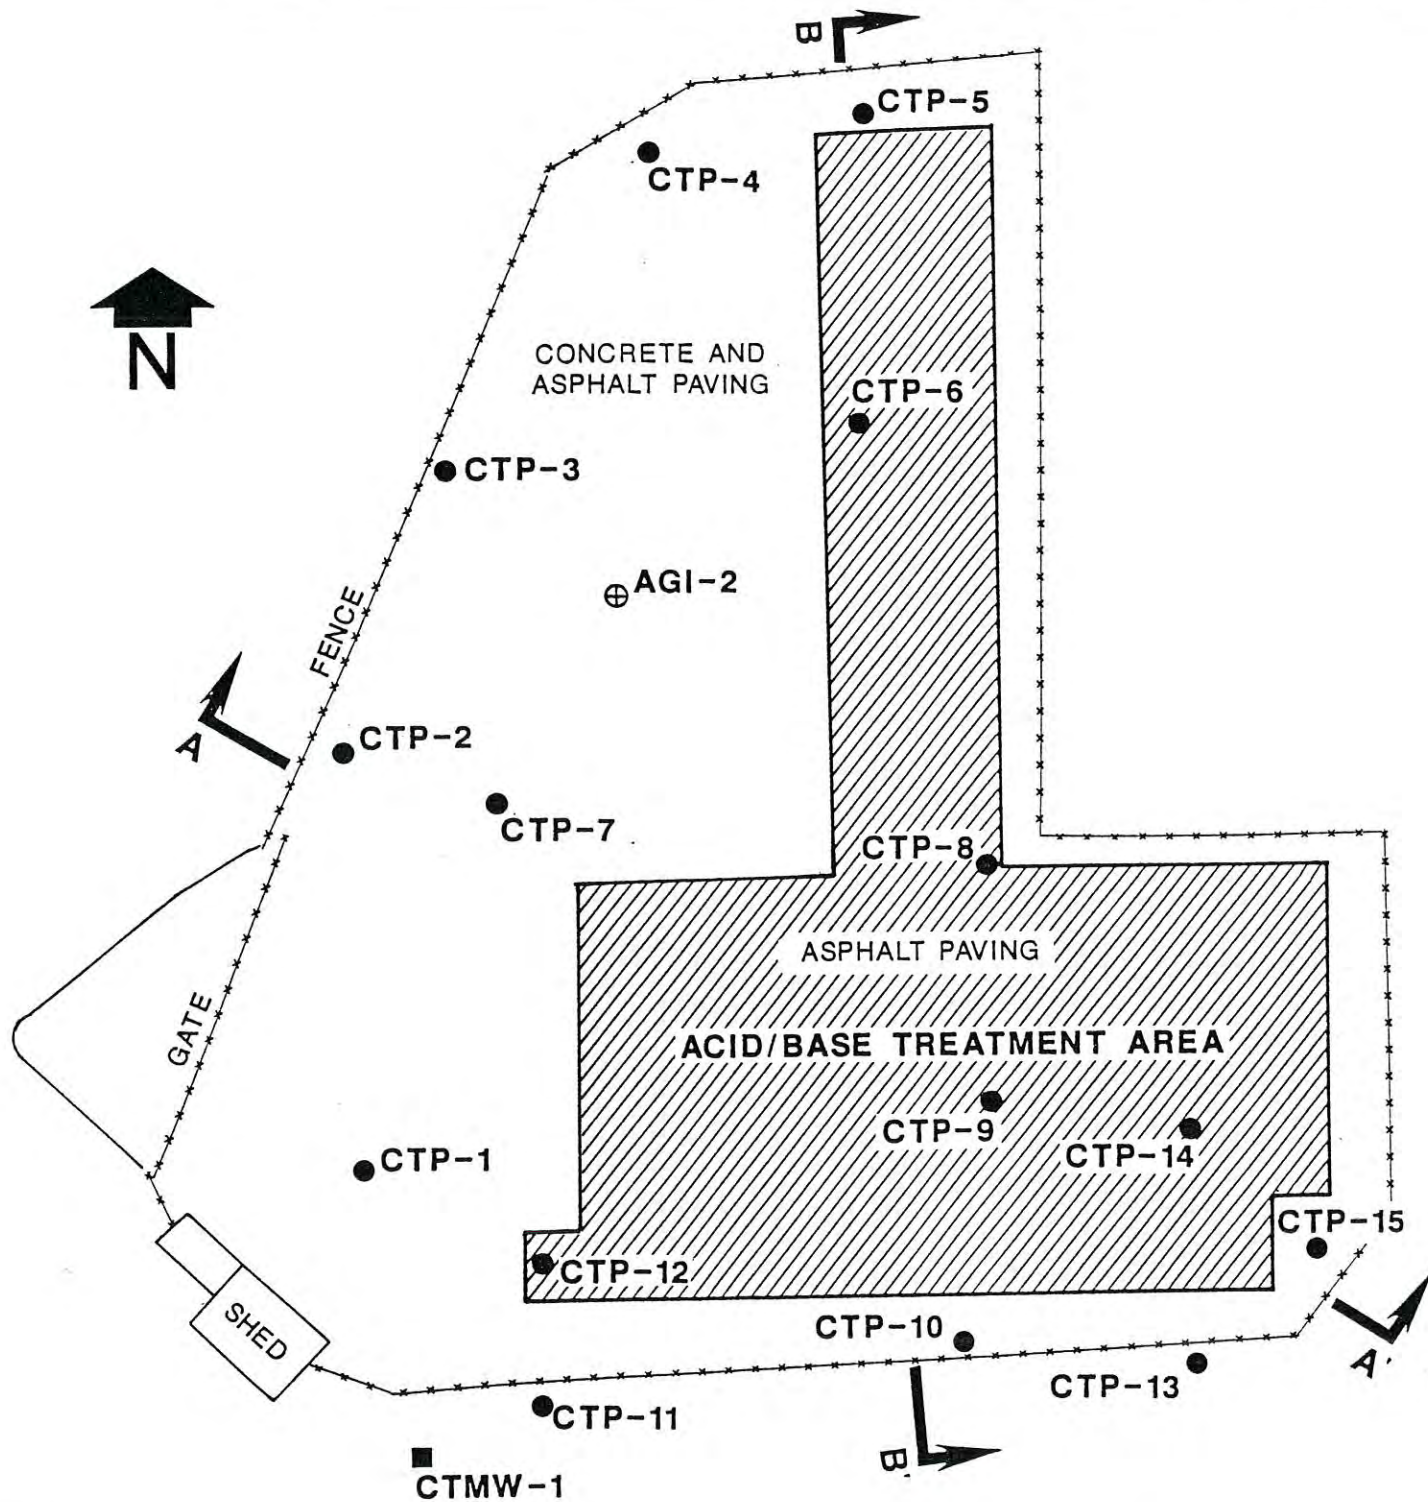 B
CTP-5
CTP-4
N
CONCRETE AND
ASPHALT PAVING
CTP-6
CTP-3
AGI-2
FENCE
A
CTP-2
CTP-7
CTP-8
ASPHALT PAVING
GATE
ACID/BASE TREATMENT AREA
CTP-9
CTP-14
CTP-1
CTP-15
CTP-12
SHED
CTP-10
A'
CTP-13
CTP-11
B'
CTMW-1